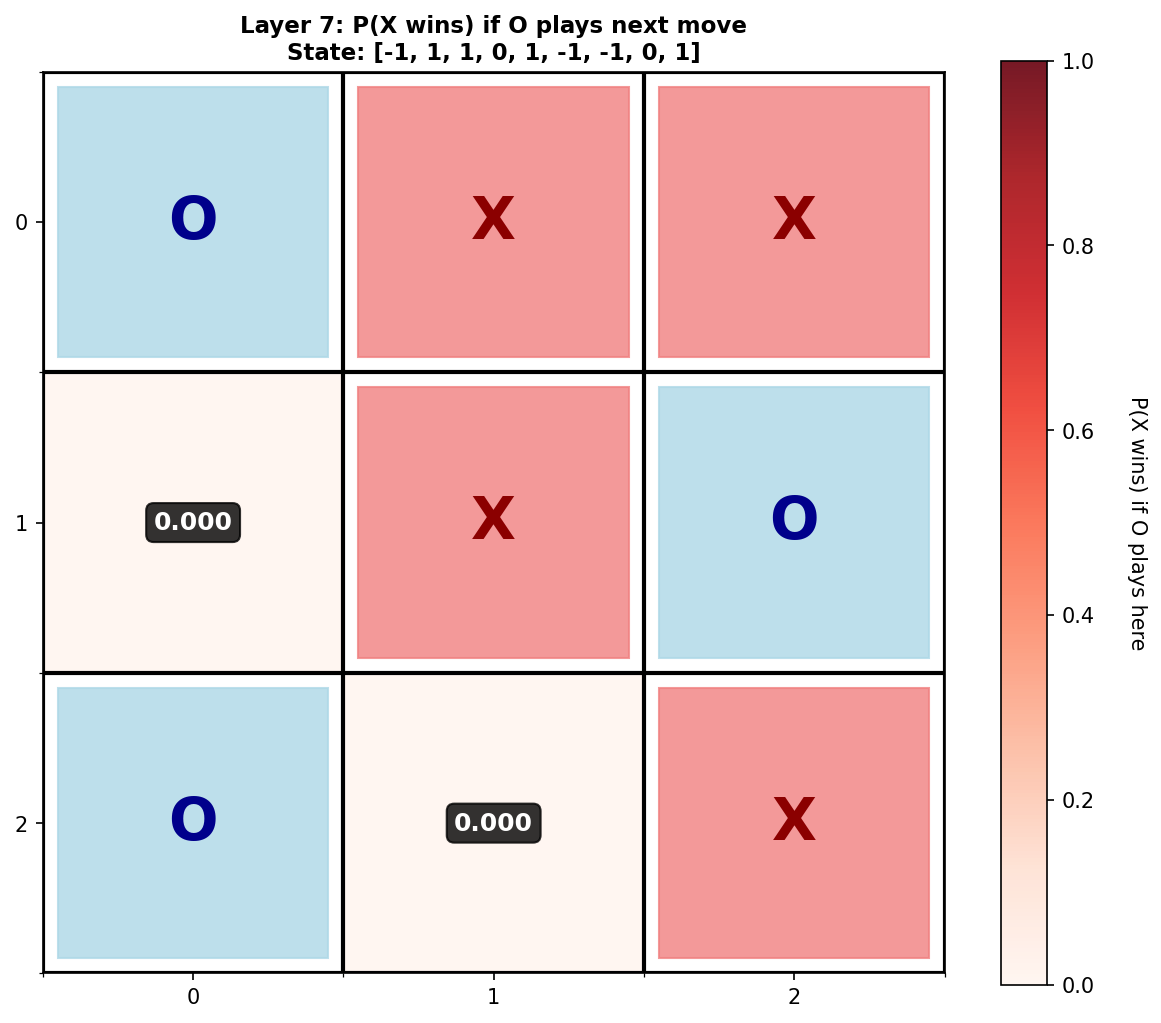 Layer 7: P(X wins) if O plays next move
State: [-1, 1, 1, 0, 1, -1, -1, 0, 1]
0
O
X
X
1
0.000
X
O
2
O
0.000
X
0
1
2
1.0
0.8
0.6
0.4
0.2
0.0
P(X wins) if O plays here